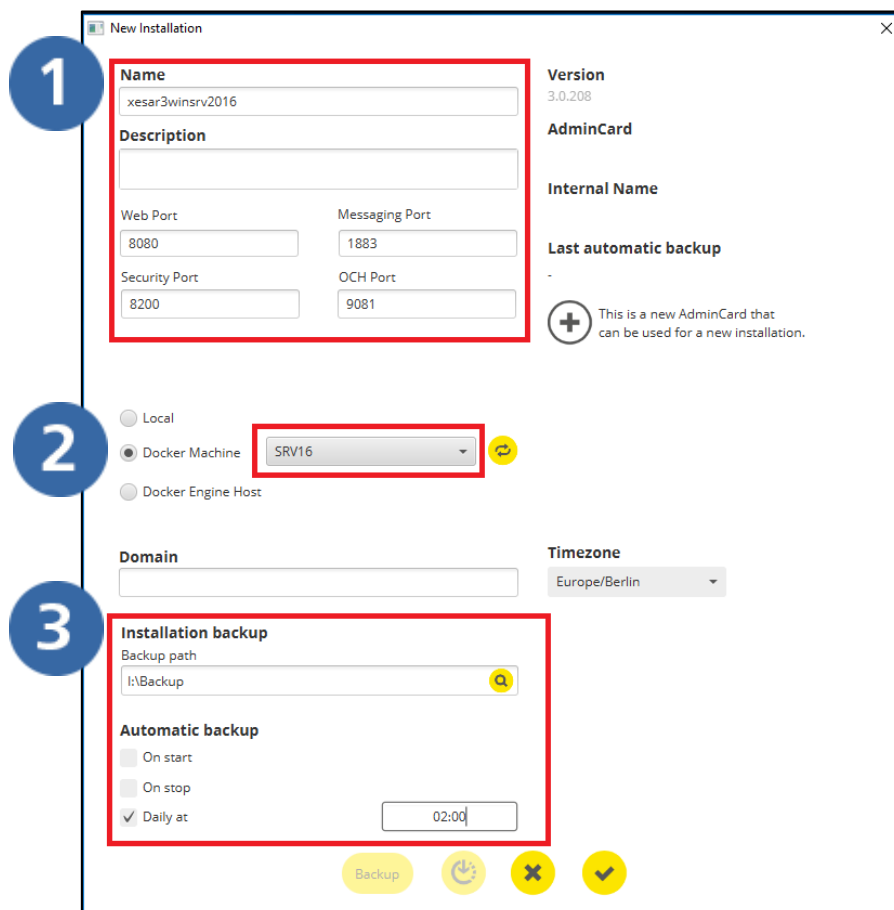 New Installation
1
Name
xesar3winsrv2016
Description
Web Port
Messaging Port
8080
1883
Security Port
OCH Port
8200
9081
Version
3.0.208
AdminCard
Internal Name
Last automatic backup
-
This is a new AdminCard that
can be used for a new installation.
2
Local
Docker Machine
SRV16
Docker Engine Host
Domain
Timezone
Europe/Berlin
3
Installation backup
Backup path
I:\Backup
Automatic backup
On start
On stop
Daily at
02:00
Backup